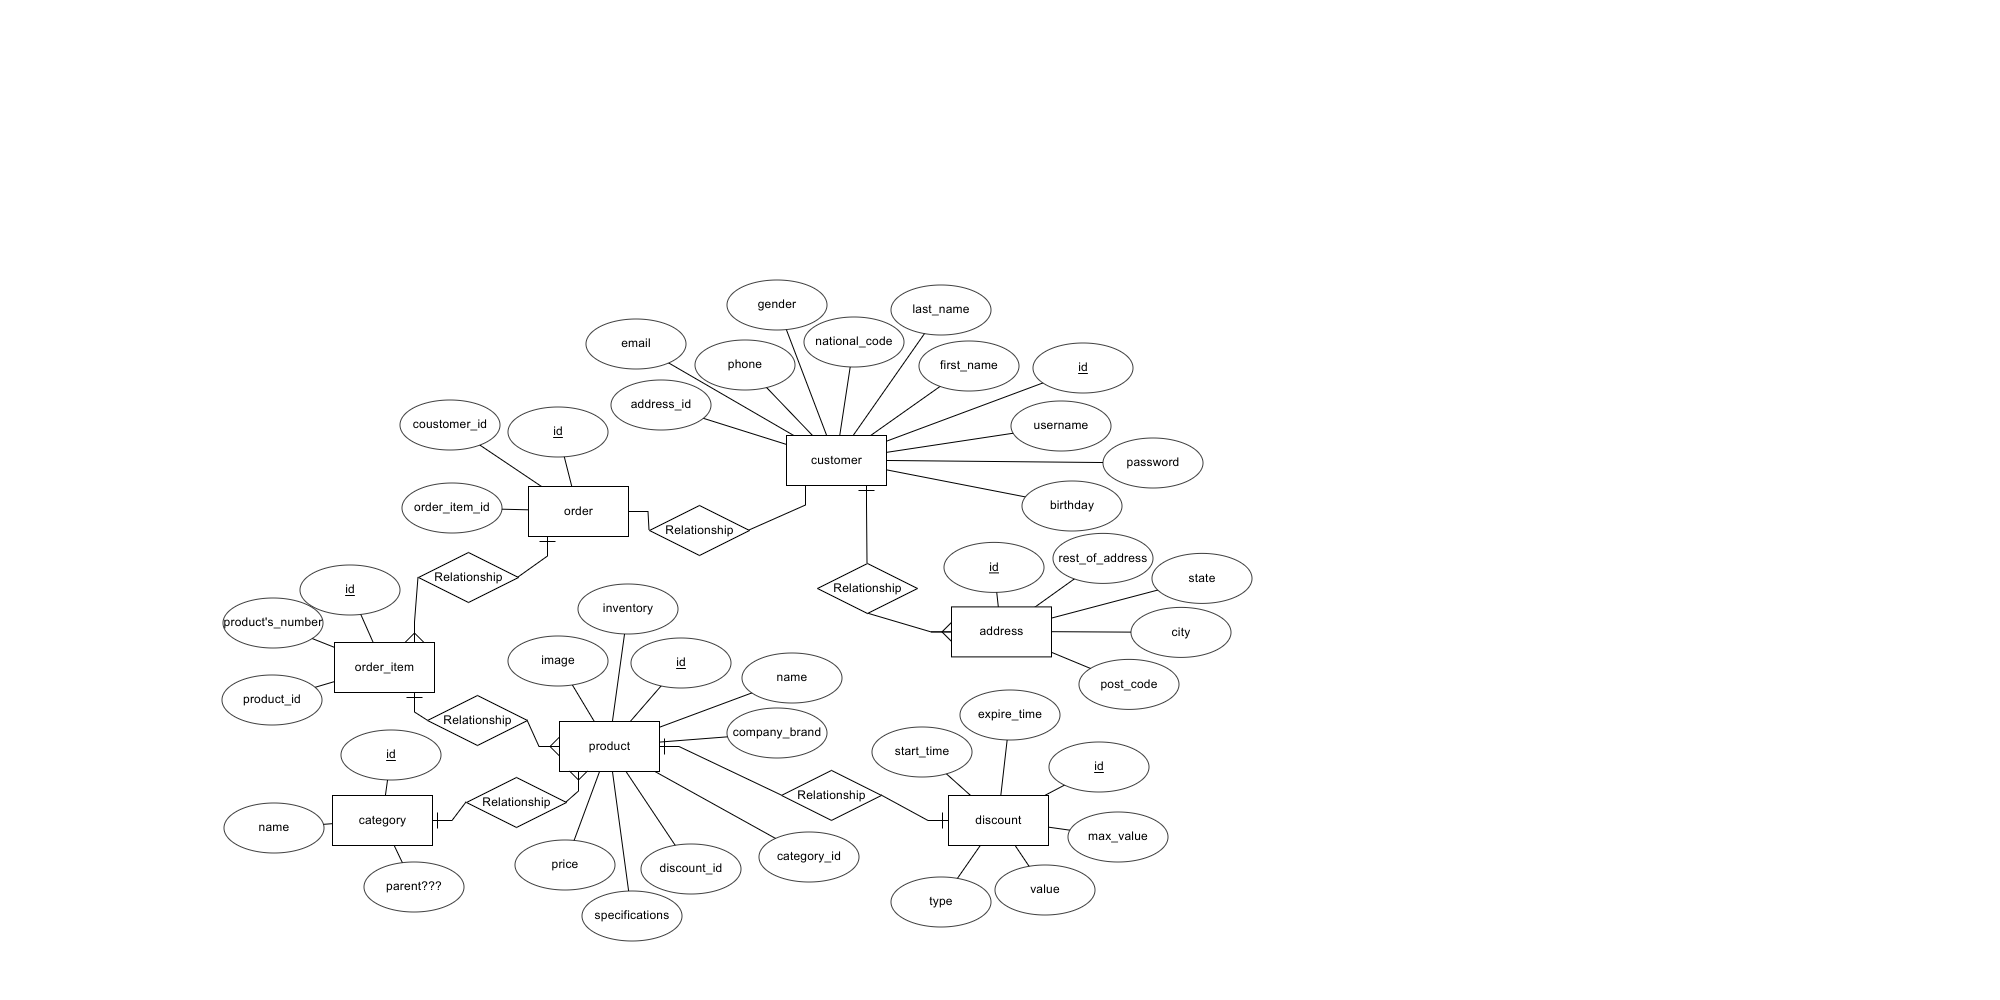 gender
last_name
email
national_code
phone
first_name
id
address_id
coustomer_id
id
username
customer
password
order_item_id
order
birthday
Relationship
rest_of_address
id
state
Relationship
id
Relationship
inventory
product's_number
address
city
order_item
image
id
name
post_code
product_id
expire_time
Relationship
company_brand
product
start_time
id
id
Relationship
Relationship
category
discount
name
max_value
category_id
price
discount_id
parent???
value
type
specifications